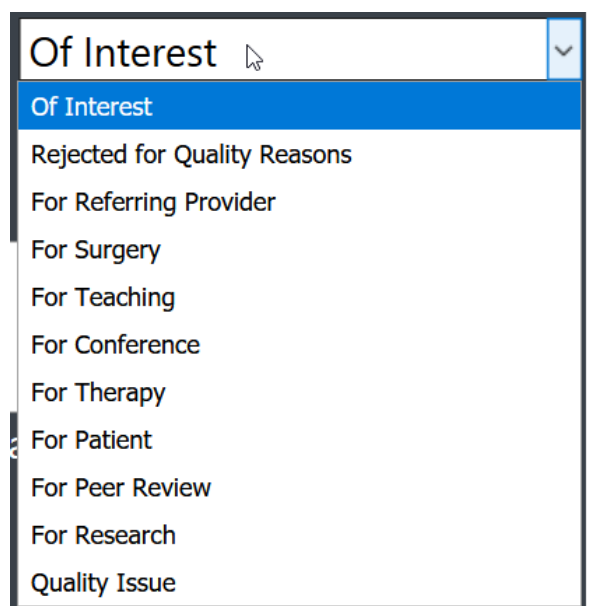 Of Interest
Of Interest
Rejected for Quality Reasons
For Referring Provider
For Surgery
For Teaching
For Conference
For Therapy
For Patient
For Peer Review
For Research
Quality Issue